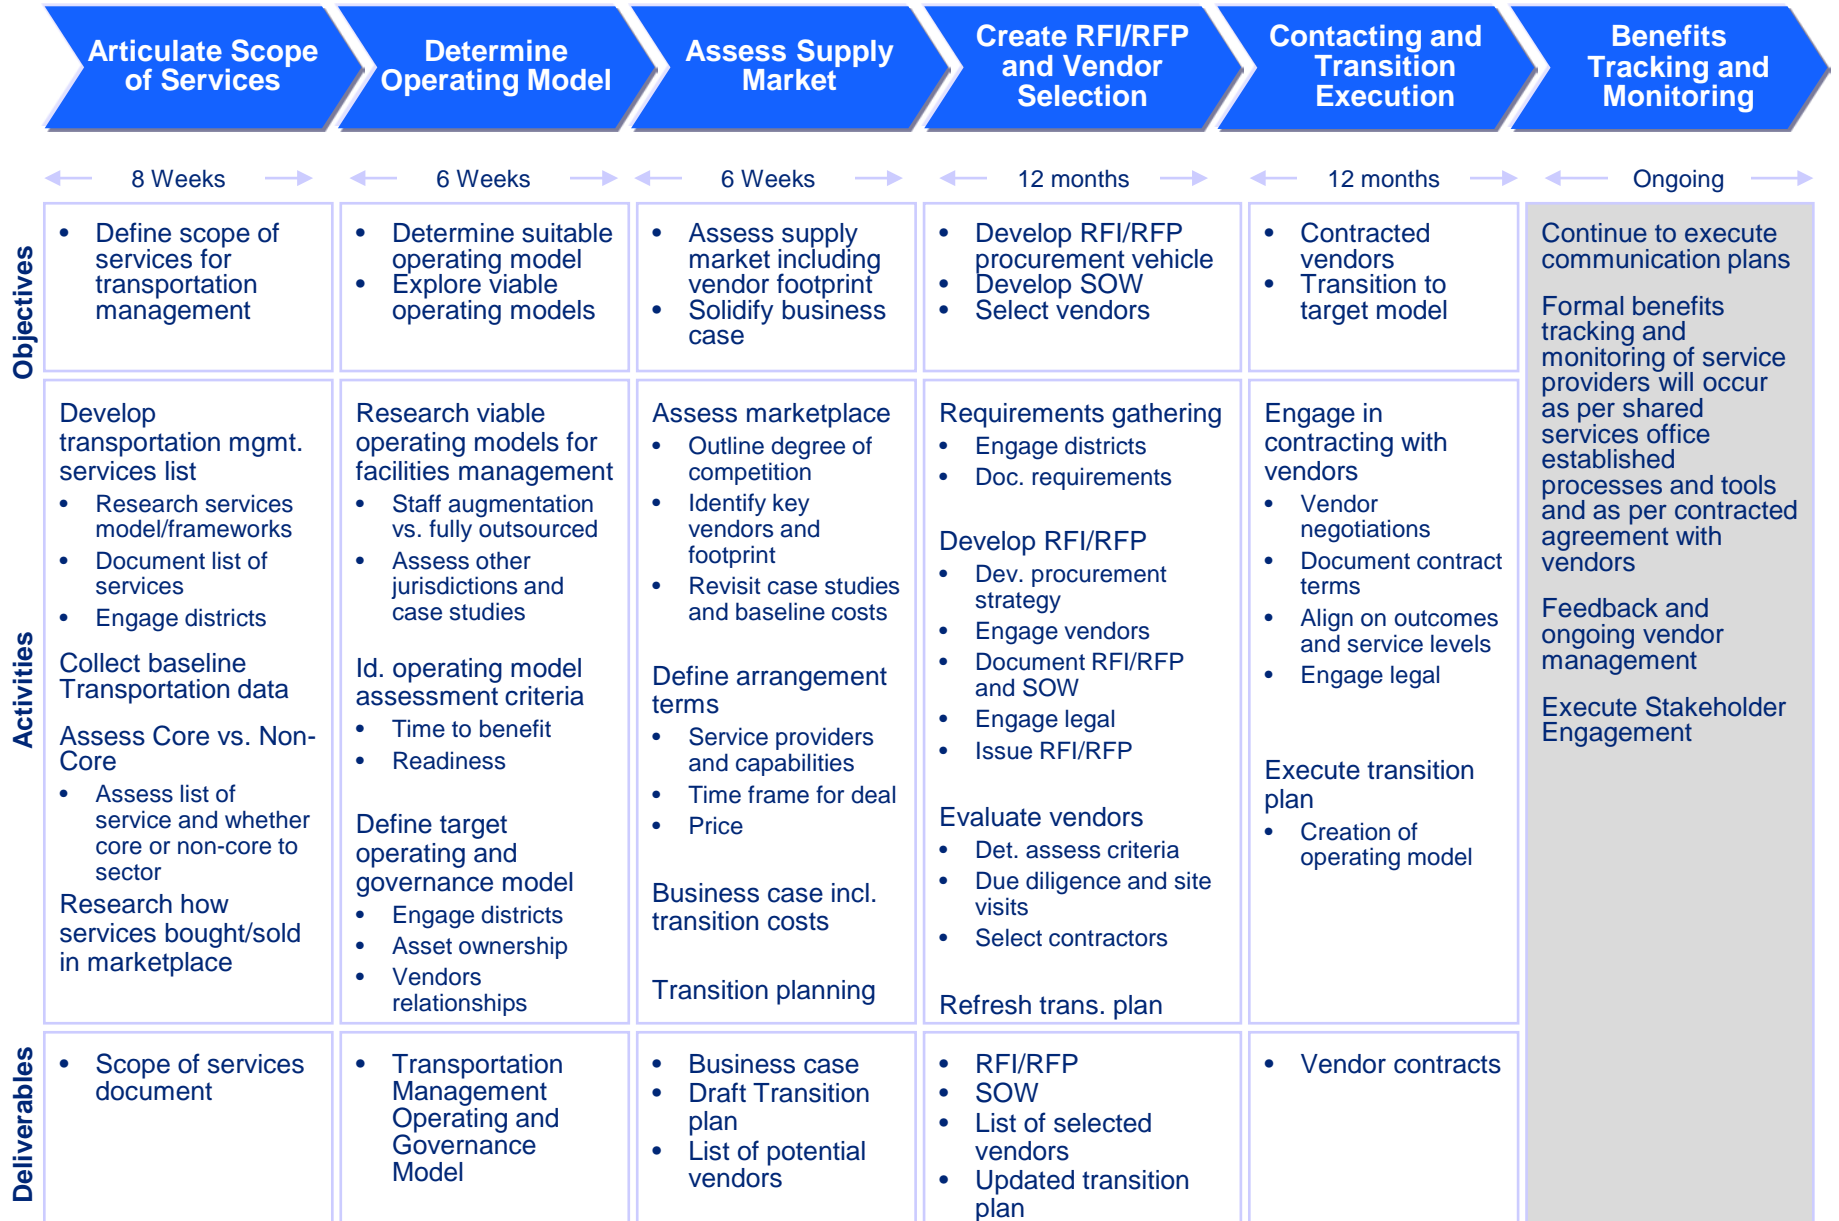 Articulate Scope
of Services
Determine
Operating Model
Assess Supply
Market
Create RFI/RFP
and Vendor
Selection
Contacting and
Transition
Execution
Benefits
Tracking and
Monitoring
8 Weeks
6 Weeks
6 Weeks
12 months
12 months
Ongoing
Objectives
• Define scope of
services for
transportation
management
• Determine suitable
operating model
• Explore viable
operating models
• Assess supply
market including
vendor footprint
• Solidify business
case
• Develop RFI/RFP
procurement vehicle
• Develop SOW
• Select vendors
• Contracted
vendors
• Transition to
target model
Continue to execute
communication plans
Formal benefits
tracking and
monitoring of service
providers will occur
as per shared
services office
established
processes and tools
and as per contracted
agreement with
vendors
Feedback and
ongoing vendor
management
Execute Stakeholder
Engagement
Activities
Develop
transportation mgmt.
services list
• Research services
model/frameworks
• Document list of
services
• Engage districts
Collect baseline
Transportation data
Assess Core vs. Non-
Core
• Assess list of
service and whether
core or non-core to
sector
Research how
services bought/sold
in marketplace
Research viable
operating models for
facilities management
• Staff augmentation
vs. fully outsourced
• Assess other
jurisdictions and
case studies
Id. operating model
assessment criteria
• Time to benefit
• Readiness
Define target
operating and
governance model
• Engage districts
• Asset ownership
• Vendors
relationships
Assess marketplace
• Outline degree of
competition
• Identify key
vendors and
footprint
• Revisit case studies
and baseline costs
Define arrangement
terms
• Service providers
and capabilities
• Time frame for deal
• Price
Business case incl.
transition costs
Transition planning
Requirements gathering
• Engage districts
• Doc. requirements
Develop RFI/RFP
• Dev. procurement
strategy
• Engage vendors
• Document RFI/RFP
and SOW
• Engage legal
• Issue RFI/RFP
Evaluate vendors
• Det. assess criteria
• Due diligence and site
visits
• Select contractors
Refresh trans. plan
Engage in
contracting with
vendors
• Vendor
negotiations
• Document contract
terms
• Align on outcomes
and service levels
• Engage legal
Execute transition
plan
• Creation of
operating model
Deliverables
• Scope of services
document
• Transportation
Management
Operating and
Governance
Model
• Business case
• Draft Transition
plan
• List of potential
vendors
• RFI/RFP
• SOW
• List of selected
vendors
• Updated transition
plan
• Vendor contracts